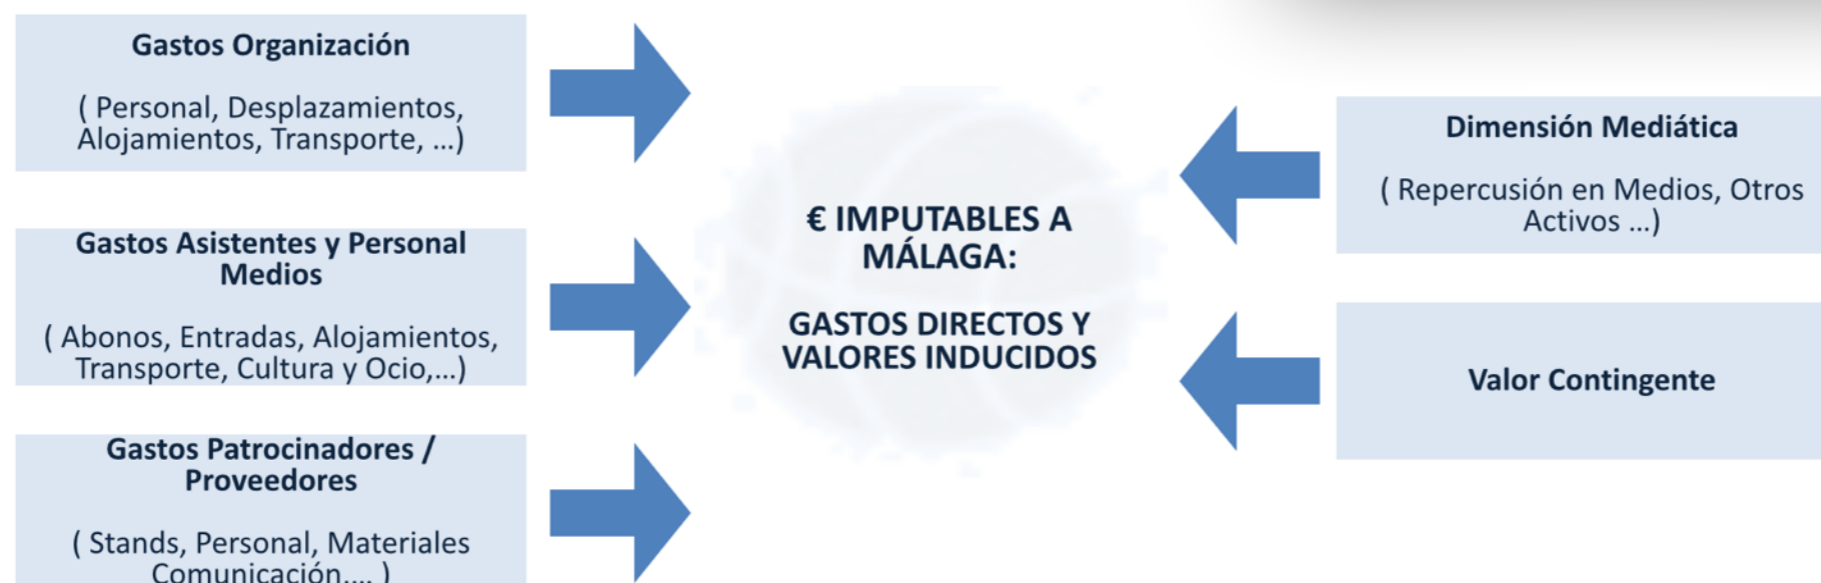 Gastos Organización
( Personal, Desplazamientos,
Alojamientos, Transporte, ...)
Gastos Asistentes y Personal
Medios
( Abonos, Entradas, Alojamientos,
Transporte, Cultura y Ocio,...)
Gastos Patrocinadores /
Proveedores
( Stands, Personal, Materiales
Comunicación,... )
€ IMPUTABLES A
MÁLAGA:
GASTOS DIRECTOS Y
VALORES INDUCIDOS
Dimensión Mediática
( Repercusión en Medios, Otros
Activos ...)
Valor Contingente